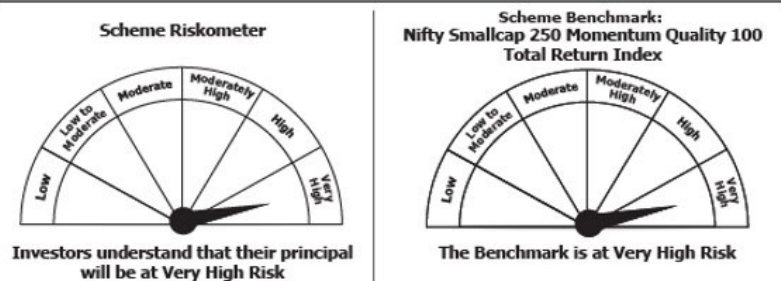 Scheme Riskometer
Low
Low to
Moderate
Moderate
Moderately
High
High
Very
High
Investors understand that their principal
will be at Very High Risk
Scheme Benchmark:
Nifty Smallcap 250 Momentum Quality 100
Total Return Index
Low
Low to
Moderate
Moderate
Moderately
High
High
Very
High
The Benchmark is at Very High Risk